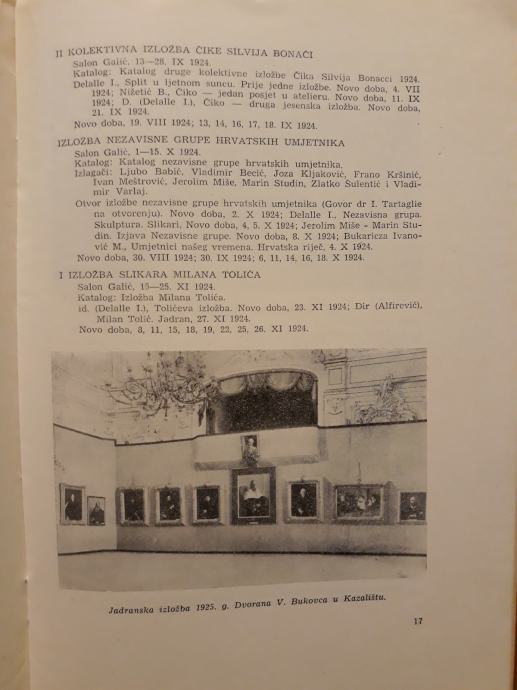 II KOLEKTIVNA IZLOŽBA ČIKE SILVIJA BONAČI
Salon Galić, 13—28. IX 1924.
Katalog: Katalog druge kolektivne izložbe Čika Silvija Bonacci 1924.
Delalle I., Split u ljetnom suncu. Prije jedne izložbe. Novo doba, 4. VII
1924; Nižetić B., Čiko — jedan posjet u atelieru. Novo doba, 11. IX
1924; D. (Delalle I.), Čiko — druga jesenska izložba. Novo doba,
21. IX 1924.
Novo doba, 19. VIII 1924; 13, 14, 16, 17, 18. IX 1924.
IZLOŽBA NEZAVISNE GRUPE HRVATSKIH UMJETNIKA
Salon Galić, 1—15. X 1924.
Katalog: Katalog nezavisne grupe hrvatskih umjetnika.
Izlagači: Ljubo Babić, Vladimir Becić, Joza Kljaković, Frano Kršinić,
Ivan Meštrović, Jerolim Miše, Marin Studin, Zlatko Šulentić i Vladi-
mir Varlaj.
Otvor izložbe nezavisne grupe hrvatskih umjetnika (Govor dr I. Tartaglie
na otvorenju). Novo doba, 2. X 1924; Delalle I., Nezavisna grupa.
Skulptura. Slikari, Novo doba, 4, 5. X 1924; Jerolim Miše - Marin Stu-
din. Izjava Nezavisne grupe. Novo doba, 8. X 1924; Bukarica Ivano-
vić M., Umjetnici našeg vremena. Hrvatska riječ, 4. X 1924.
Novo doba, 30. VIII 1924; 30. IX 1924; 6, 11, 14, 16, 18. X 1924.
I IZLOŽBA SLIKARA MILANA TOLIĆA
Salon Galić, 15—25. XI 1924.
Katalog: Izložba Milana Tolića.
id. (Delalle I.), Tolićeva izložba. Novo doba, 23. XI 1924; Dir (Alfirević),
Milan Tolić. Jadran, 27. XI 1924.
Novo doba, 8, 11, 15, 18, 19, 22, 25, 26. XI 1924.
Jadranska izložba 1925. g. Dvorana V. Bukovca u Kazalištu.
17